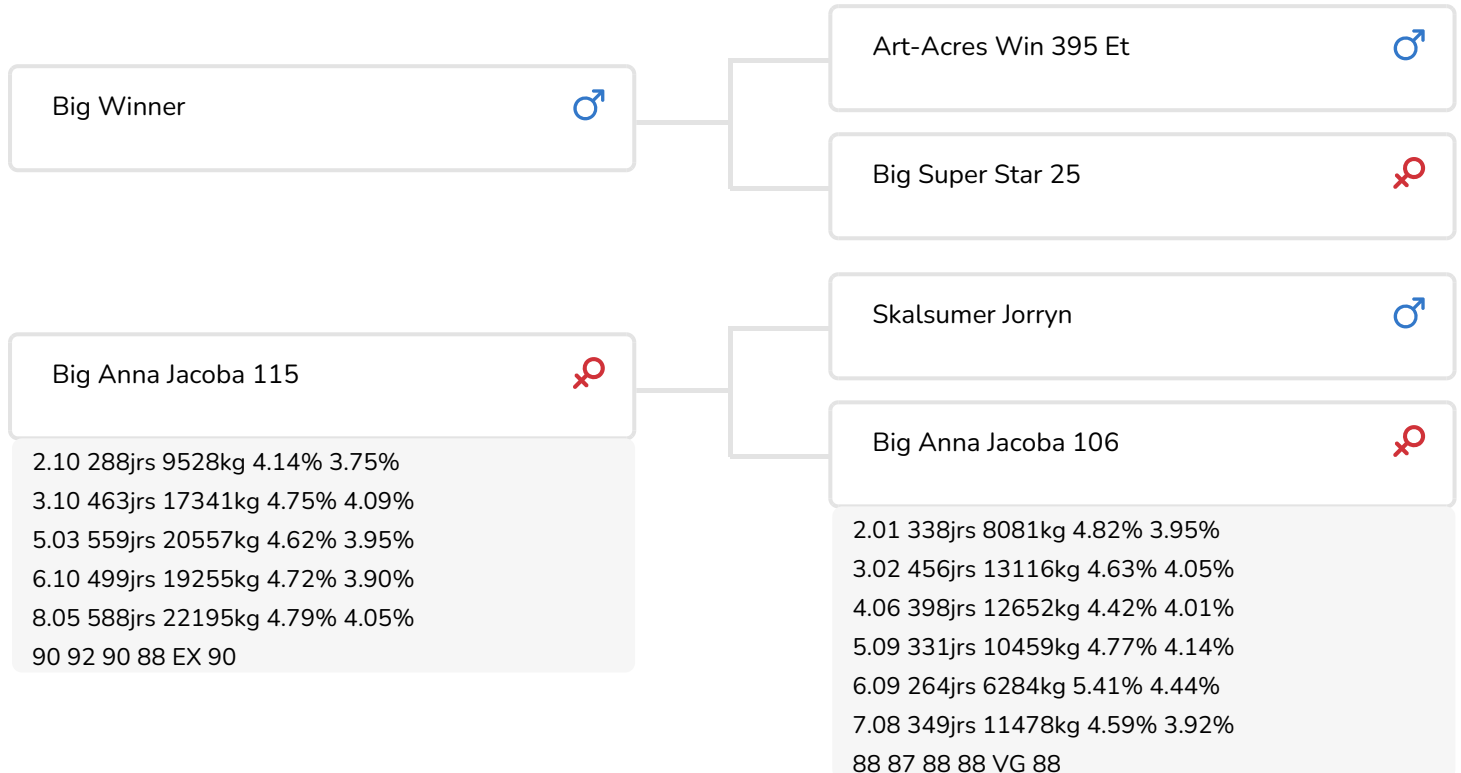 Big Winner
Art-Acres Win 395 Et
Big Super Star 25
Big Anna Jacoba 115
2.10 288jrs 9528kg 4.14% 3.75%
3.10 463jrs 17341kg 4.75% 4.09%
5.03 559jrs 20557kg 4.62% 3.95%
6.10 499jrs 19255kg 4.72% 3.90%
8.05 588jrs 22195kg 4.79% 4.05%
90 92 90 88 EX 90
Skalsumer Jorryn
Big Anna Jacoba 106
2.01 338jrs 8081kg 4.82% 3.95%
3.02 456jrs 13116kg 4.63% 4.05%
4.06 398jrs 12652kg 4.42% 4.01%
5.09 331jrs 10459kg 4.77% 4.14%
6.09 264jrs 6284kg 5.41% 4.44%
7.08 349jrs 11478kg 4.59% 3.92%
88 87 88 88 VG 88